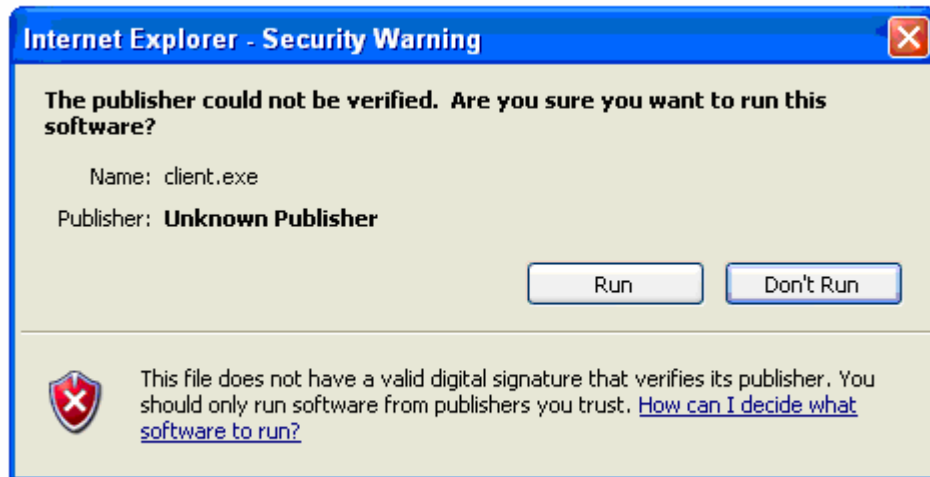 Internet Explorer - Security Warning
The publisher could not be verified.  Are you sure you want to run this
software?
Name: client.exe
Publisher: Unknown Publisher
Run Don't Run
This file does not have a valid digital signature that verifies its publisher. You
should only run software from publishers you trust. How can I decide what
software to run?